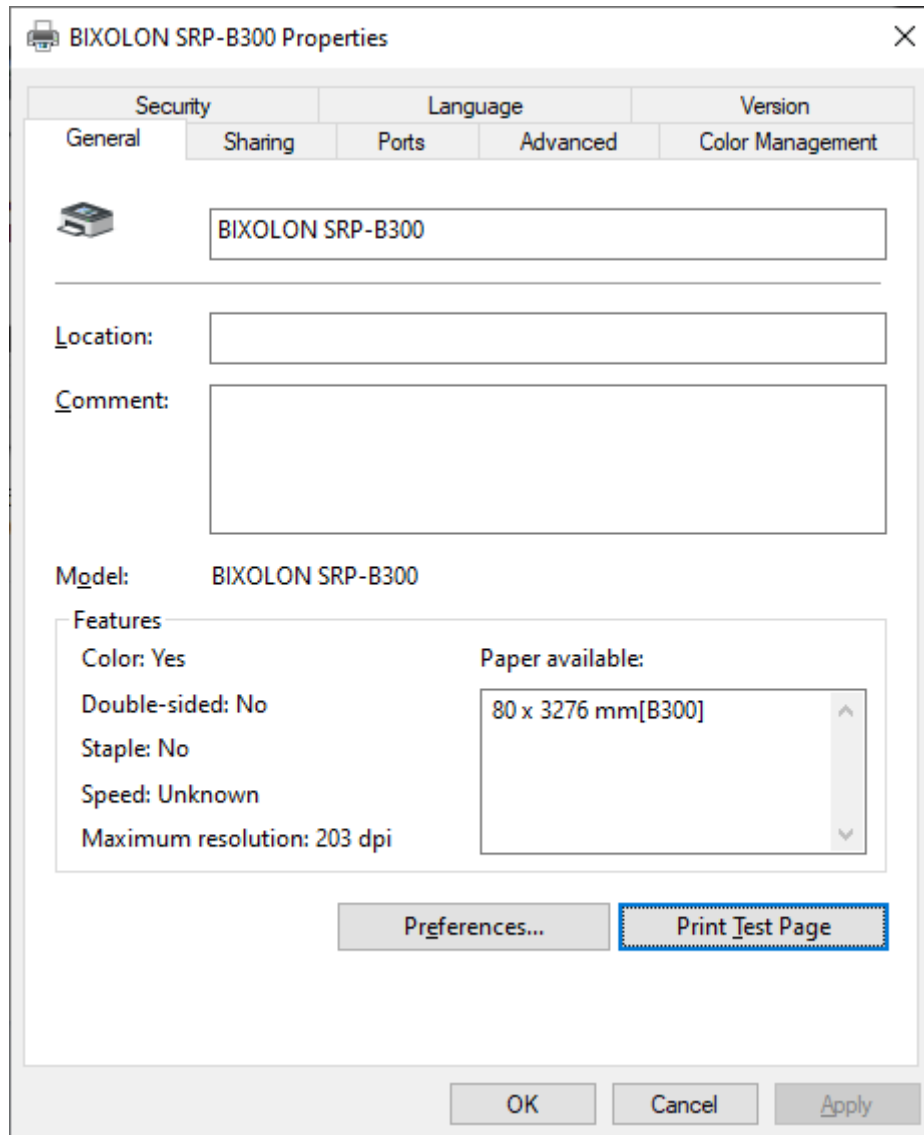 BIXOLON SRP-B300 Properties
Security Language Version
General Sharing Ports Advanced Color Management
BIXOLON SRP-B300
Location:
Comment:
Model: BIXOLON SRP-B300
Features
Color: Yes
Paper available:
Double-sided: No
80 x 3276 mm[B300]
Staple: No
Speed: Unknown
Maximum resolution: 203 dpi
Preferences... Print Test Page
OK Cancel Apply